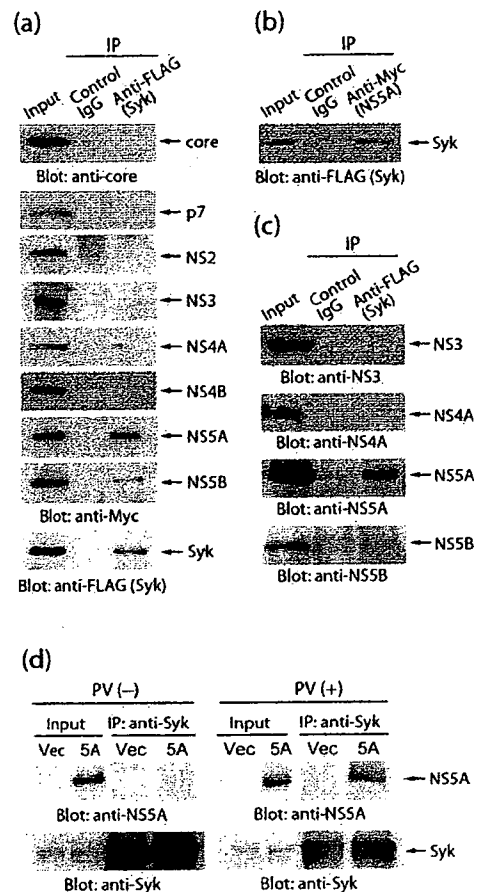 (a)
IP
Input
Control IgG
Anti-FLAG (Syk)
core
Blot: anti-core
p7
NS2
NS3
NS4A
NS4B
NS5A
NS5B
Blot: anti-Myc
Syk
Blot: anti-FLAG (Syk)
(b)
IP
Input
Control IgG
Anti-Myc (NS5A)
Syk
Blot: anti-FLAG (Syk)
(c)
IP
Input
Control IgG
Anti-FLAG (Syk)
NS3
Blot: anti-NS3
NS4A
Blot: anti-NS4A
NS5A
Blot: anti-NS5A
NS5B
Blot: anti-NS5B
(d)
PV (−) PV (+)
Input IP: anti-Syk Input IP: anti-Syk
Vec 5A Vec 5A Vec 5A Vec 5A
NS5A
Blot: anti-NS5A Blot: anti-NS5A
Syk
Blot: anti-Syk Blot: anti-Syk